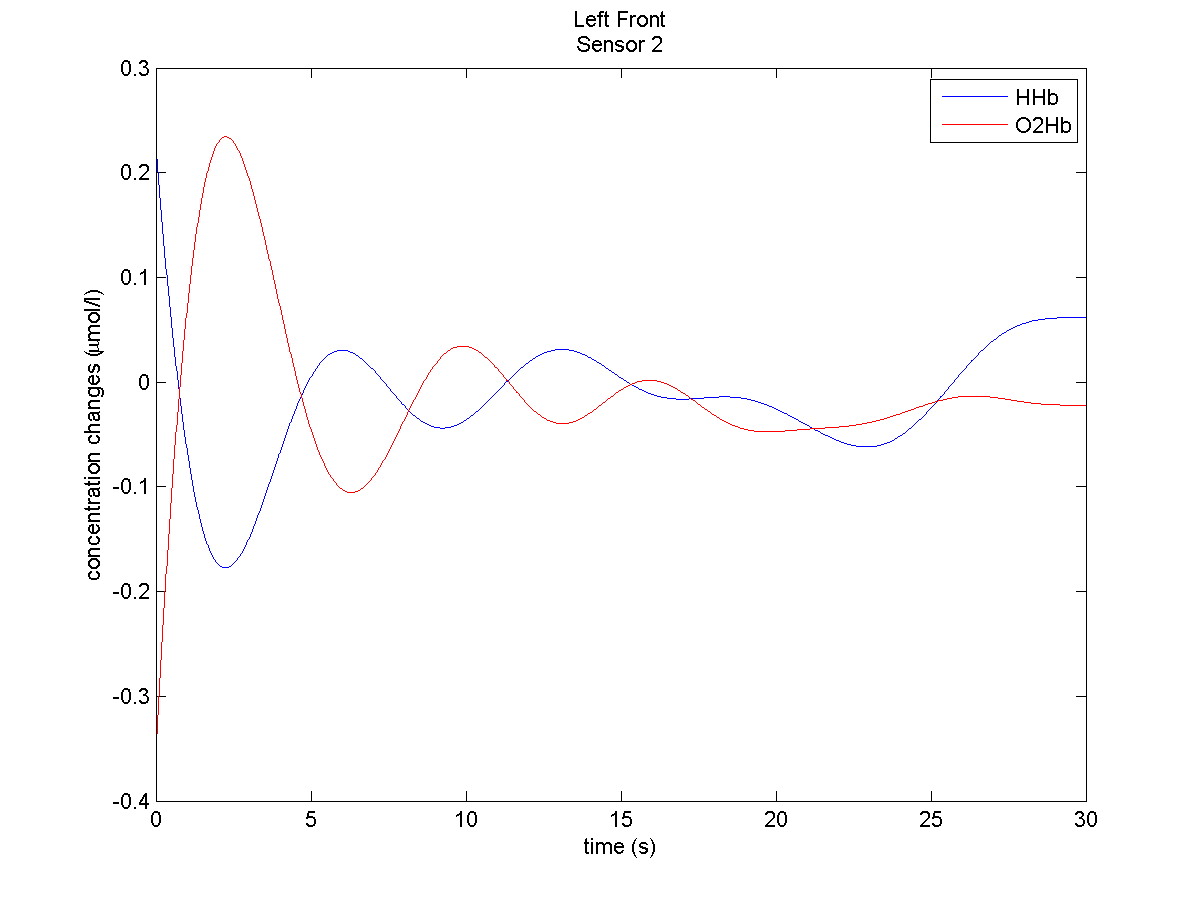 Left Front
Sensor 2
HHb
O2Hb
0.3
0.2
0.1
0
-0.1
-0.2
-0.3
-0.4
concentration changes (μmol/l)
0 5 10 15 20 25 30
time (s)